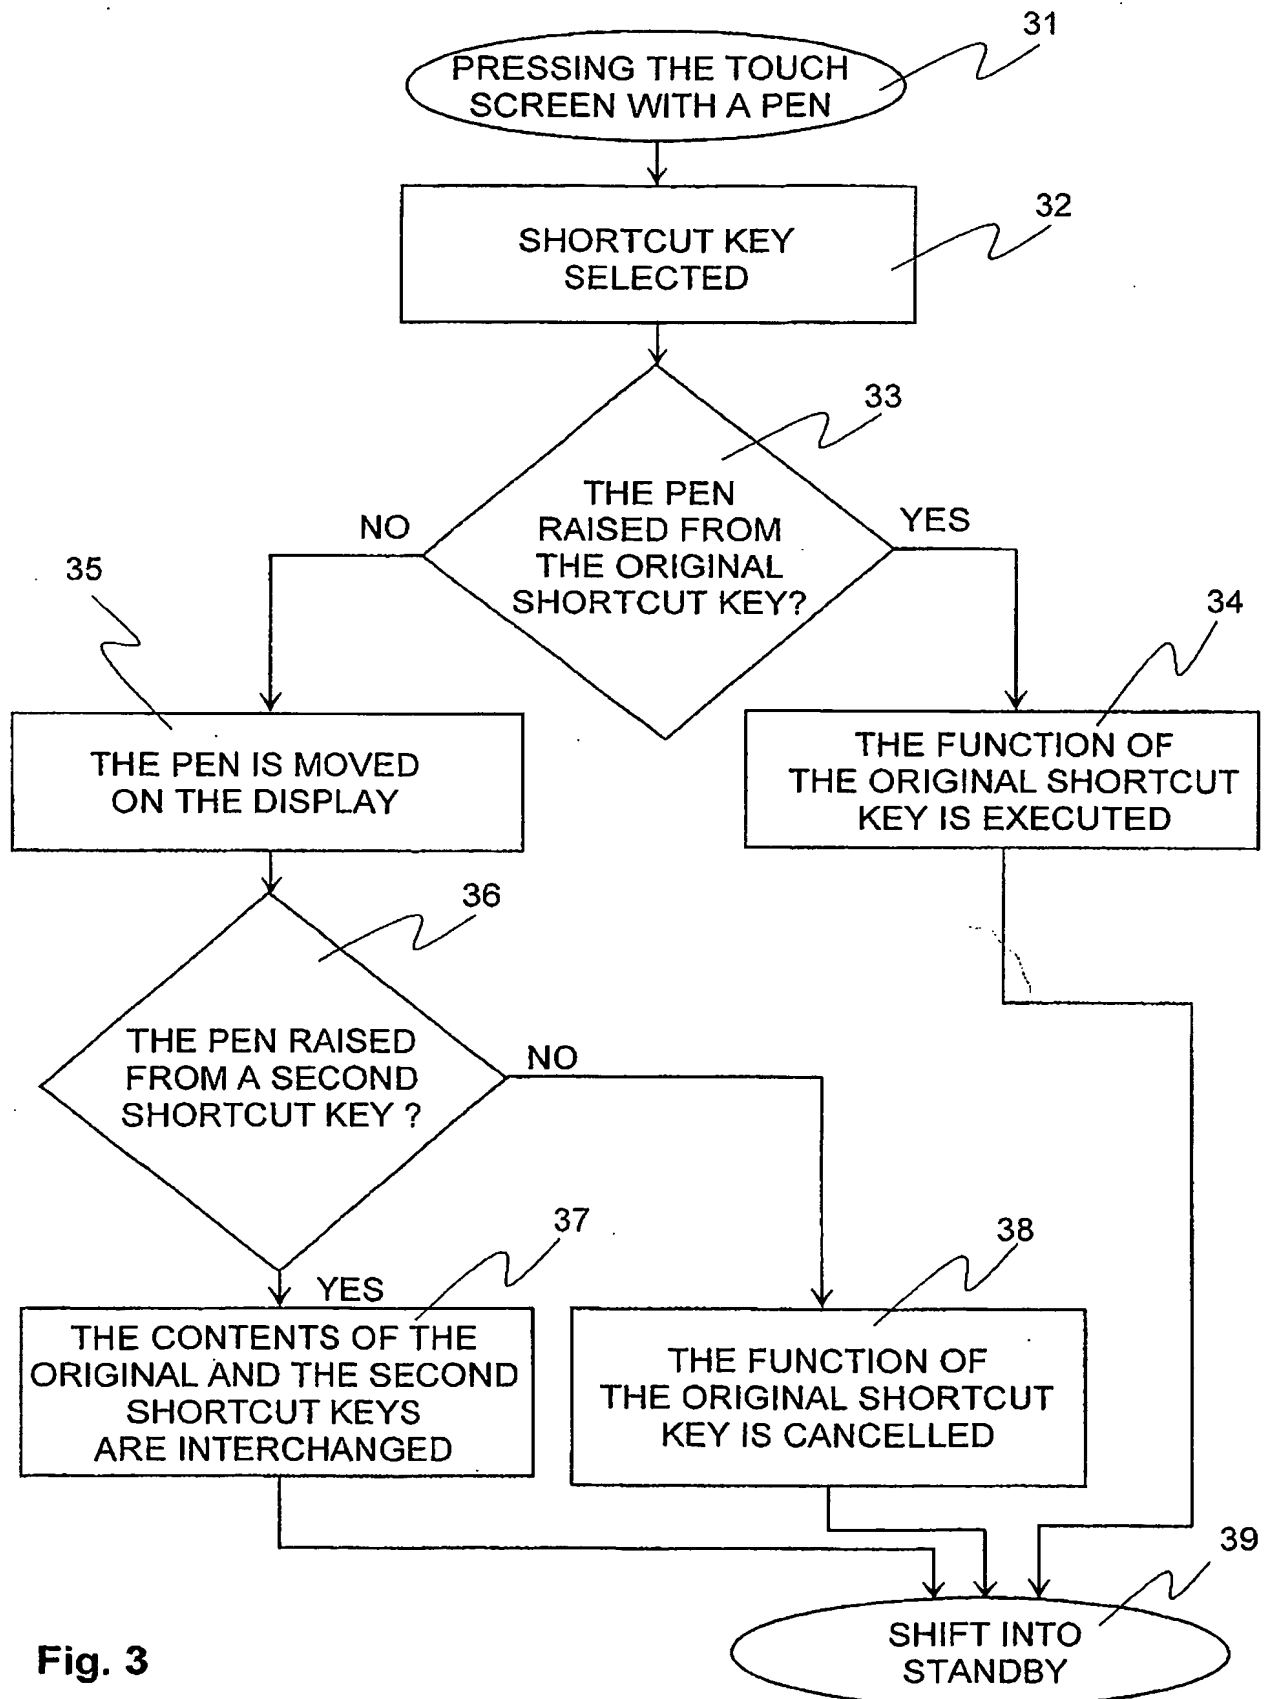 31
PRESSING THE TOUCH
SCREEN WITH A PEN
32
SHORTCUT KEY
SELECTED
33
THE PEN
RAISED FROM
THE ORIGINAL
SHORTCUT KEY?
NO
YES
35
34
THE PEN IS MOVED
ON THE DISPLAY
THE FUNCTION OF
THE ORIGINAL SHORTCUT
KEY IS EXECUTED
36
THE PEN RAISED
FROM A SECOND
SHORTCUT KEY ?
NO
37
38
YES
THE CONTENTS OF THE
ORIGINAL AND THE SECOND
SHORTCUT KEYS
ARE INTERCHANGED
THE FUNCTION OF
THE ORIGINAL SHORTCUT
KEY IS CANCELLED
39
SHIFT INTO
STANDBY
Fig. 3